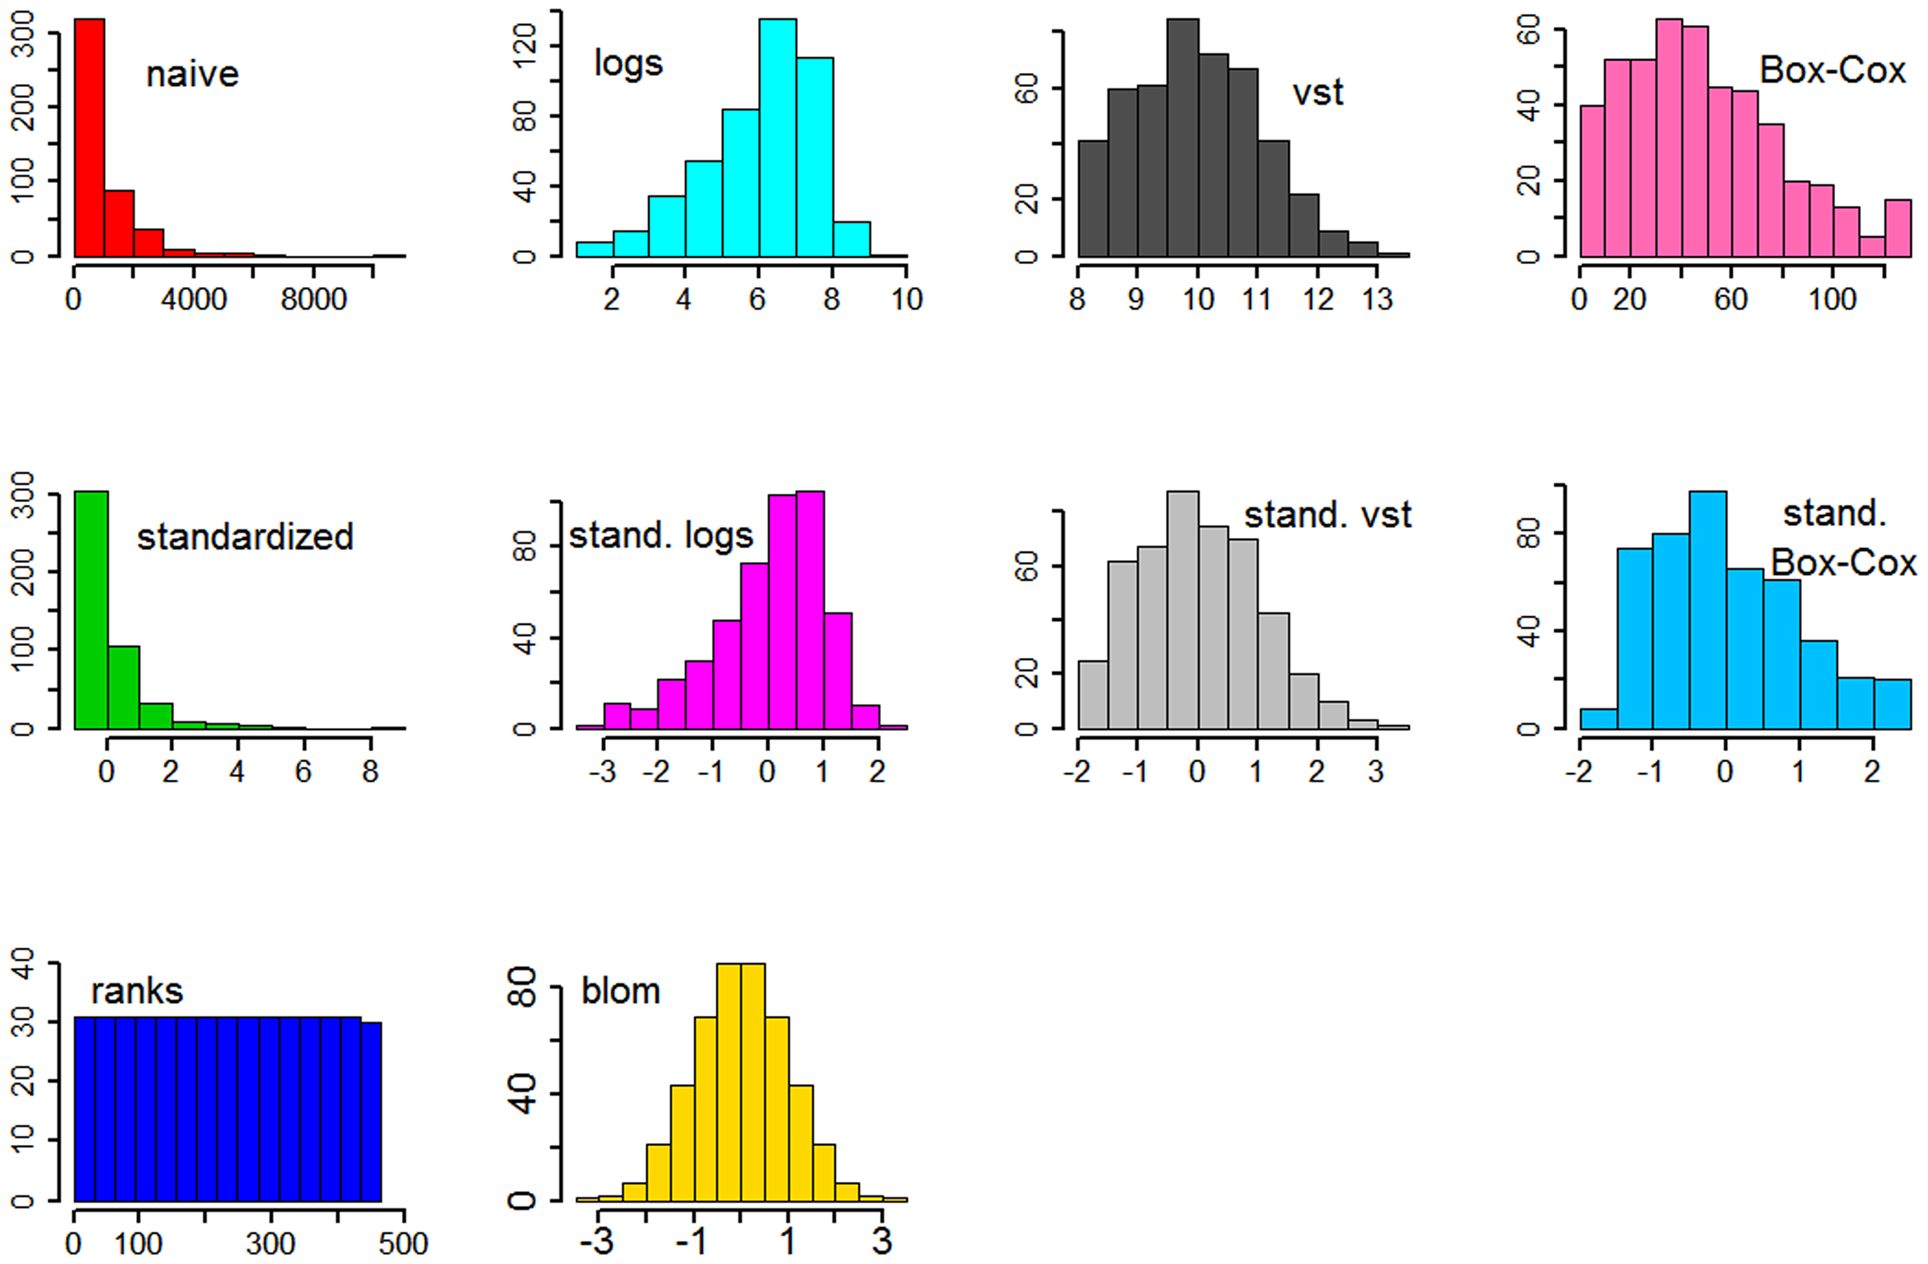 naive
0 100 200 300
0 4000 8000
logs
0 40 80 120
2 4 6 8 10
vst
0 20 60
8 9 10 11 12 13
Box-Cox
0 20 40 60
0 20 60 100
standardized
0 100 200 300
0 2 4 6 8
stand. logs
0 40 80
-3 -2 -1 0 1 2
stand. vst
0 20 60
-2 -1 0 1 2 3
stand.
Box-Cox
0 40 80
-2 -1 0 1 2
ranks
0 10 20 30 40
0 100 300 500
blom
0 40 80
-3 -1 1 3